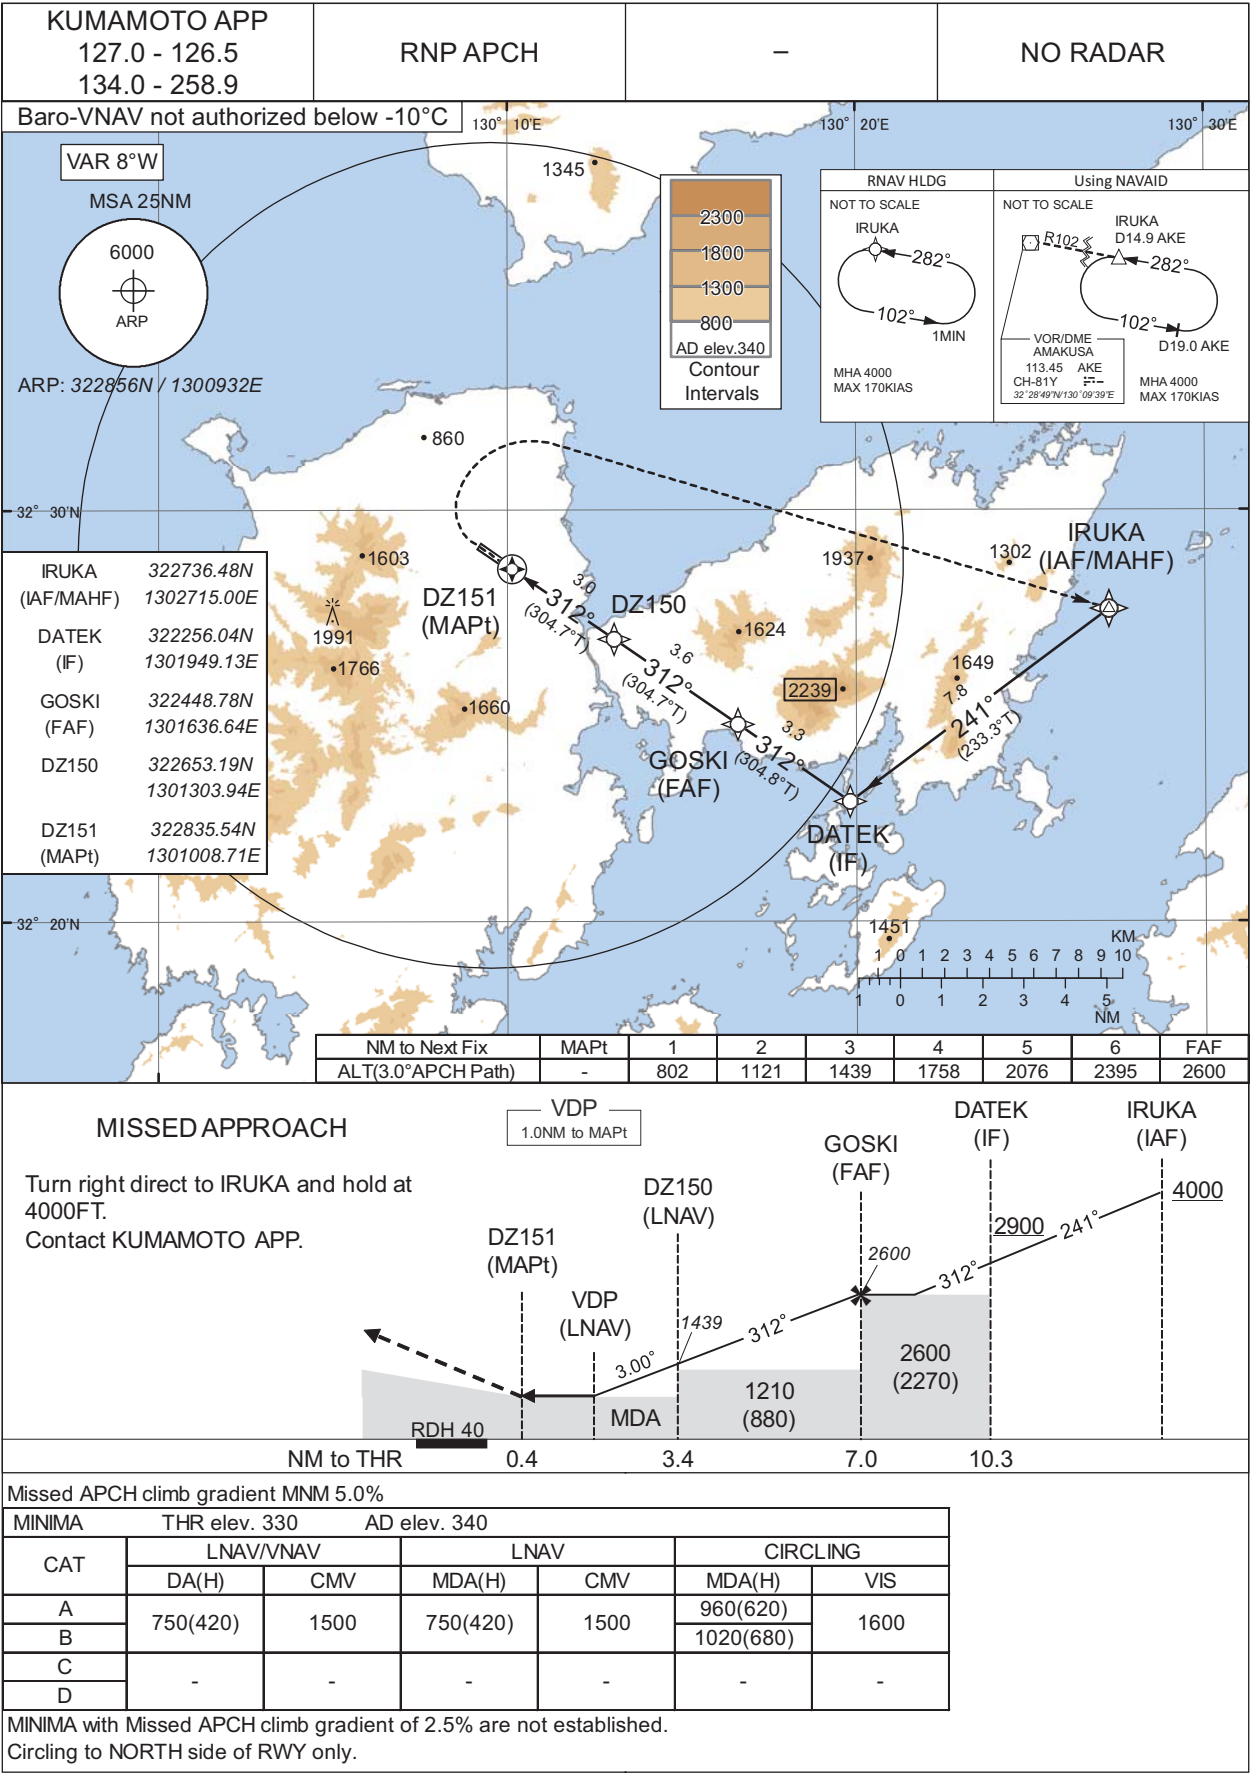 KUMAMOTO APP
127.0 - 126.5
134.0 - 258.9
RNP APCH
–
NO RADAR
Baro-VNAV not authorized below -10°C
130° 10'E
130° 20'E
130° 30'E
VAR 8°W
MSA 25NM
6000
ARP
ARP: 322856N / 1300932E
1345
2300
1800
1300
800
AD elev.340
Contour
Intervals
RNAV HLDG
NOT TO SCALE
IRUKA
282°
102°
1MIN
MHA 4000
MAX 170KIAS
Using NAVAID
NOT TO SCALE
IRUKA
D14.9 AKE
R102
282°
102°
D19.0 AKE
VOR/DME
AMAKUSA
113.45 AKE
CH-81Y
32°28'49"N/130°09'39"E
MHA 4000
MAX 170KIAS
860
32° 30'N
1603
1991
1766
1660
1937
1302
1624
2239
1649
1451
IRUKA
(IAF/MAHF)
DZ151
(MAPt)
DZ150
GOSKI
(FAF)
DATEK
(IF)
3.0
312°
(304.7°T)
3.6
312°
(304.7°T)
3.3
312°
(304.8°T)
7.8
241°
(233.3°T)
IRUKA 322736.48N
(IAF/MAHF) 1302715.00E
DATEK 322256.04N
(IF) 1301949.13E
GOSKI 322448.78N
(FAF) 1301636.64E
DZ150 322653.19N
1301303.94E
DZ151 322835.54N
(MAPt) 1301008.71E
32° 20'N
KM
1 0 1 2 3 4 5 6 7 8 9 10
1 0 1 2 3 4 5
NM
NM to Next Fix MAPt 1 2 3 4 5 6 FAF
ALT(3.0°APCH Path) - 802 1121 1439 1758 2076 2395 2600
MISSED APPROACH
Turn right direct to IRUKA and hold at
4000FT.
Contact KUMAMOTO APP.
VDP
1.0NM to MAPt
DZ151
(MAPt)
VDP
(LNAV)
DZ150
(LNAV)
GOSKI
(FAF)
DATEK
(IF)
IRUKA
(IAF)
4000
2900
241°
2600
312°
1439
312°
3.00°
2600
(2270)
1210
(880)
MDA
RDH 40
NM to THR 0.4 3.4 7.0 10.3
Missed APCH climb gradient MNM 5.0%
MINIMA THR elev. 330 AD elev. 340
CAT LNAV/VNAV LNAV CIRCLING
DA(H) CMV MDA(H) CMV MDA(H) VIS
A 750(420) 1500 750(420) 1500 960(620) 1600
B 1020(680)
C - - - - - -
D
MINIMA with Missed APCH climb gradient of 2.5% are not established.
Circling to NORTH side of RWY only.